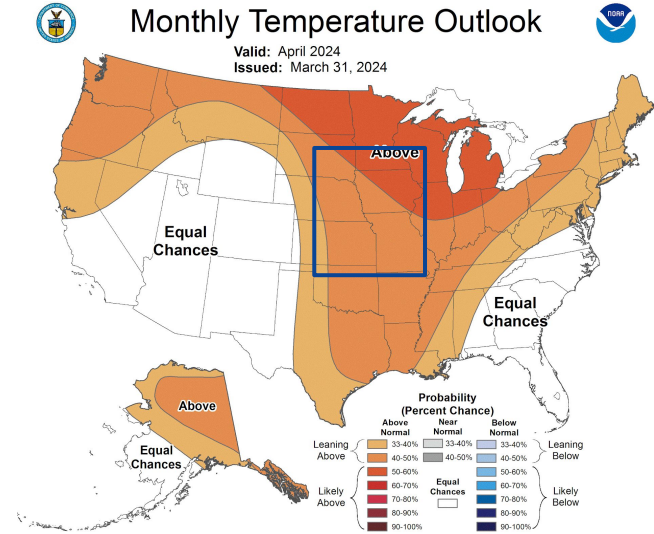 Monthly Temperature Outlook
NOAA
Valid: April 2024
Issued: March 31, 2024
Above
Equal
Chances
Equal
Chances
Above
Equal
Chances
Probability
(Percent Chance)
Above Normal
Near Normal
Below Normal
Leaning Above
33-40% 33-40% 33-40%
40-50% 40-50% 40-50%
Leaning Below
Likely Above
50-60% 50-60%
60-70% Equal Chances 60-70%
70-80% 70-80%
80-90% 80-90%
90-100% 90-100%
Likely Below